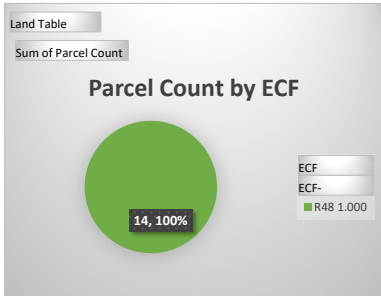 Land Table
Sum of Parcel Count
Parcel Count by ECF
14, 100%
ECF
ECF-
R48 1.000